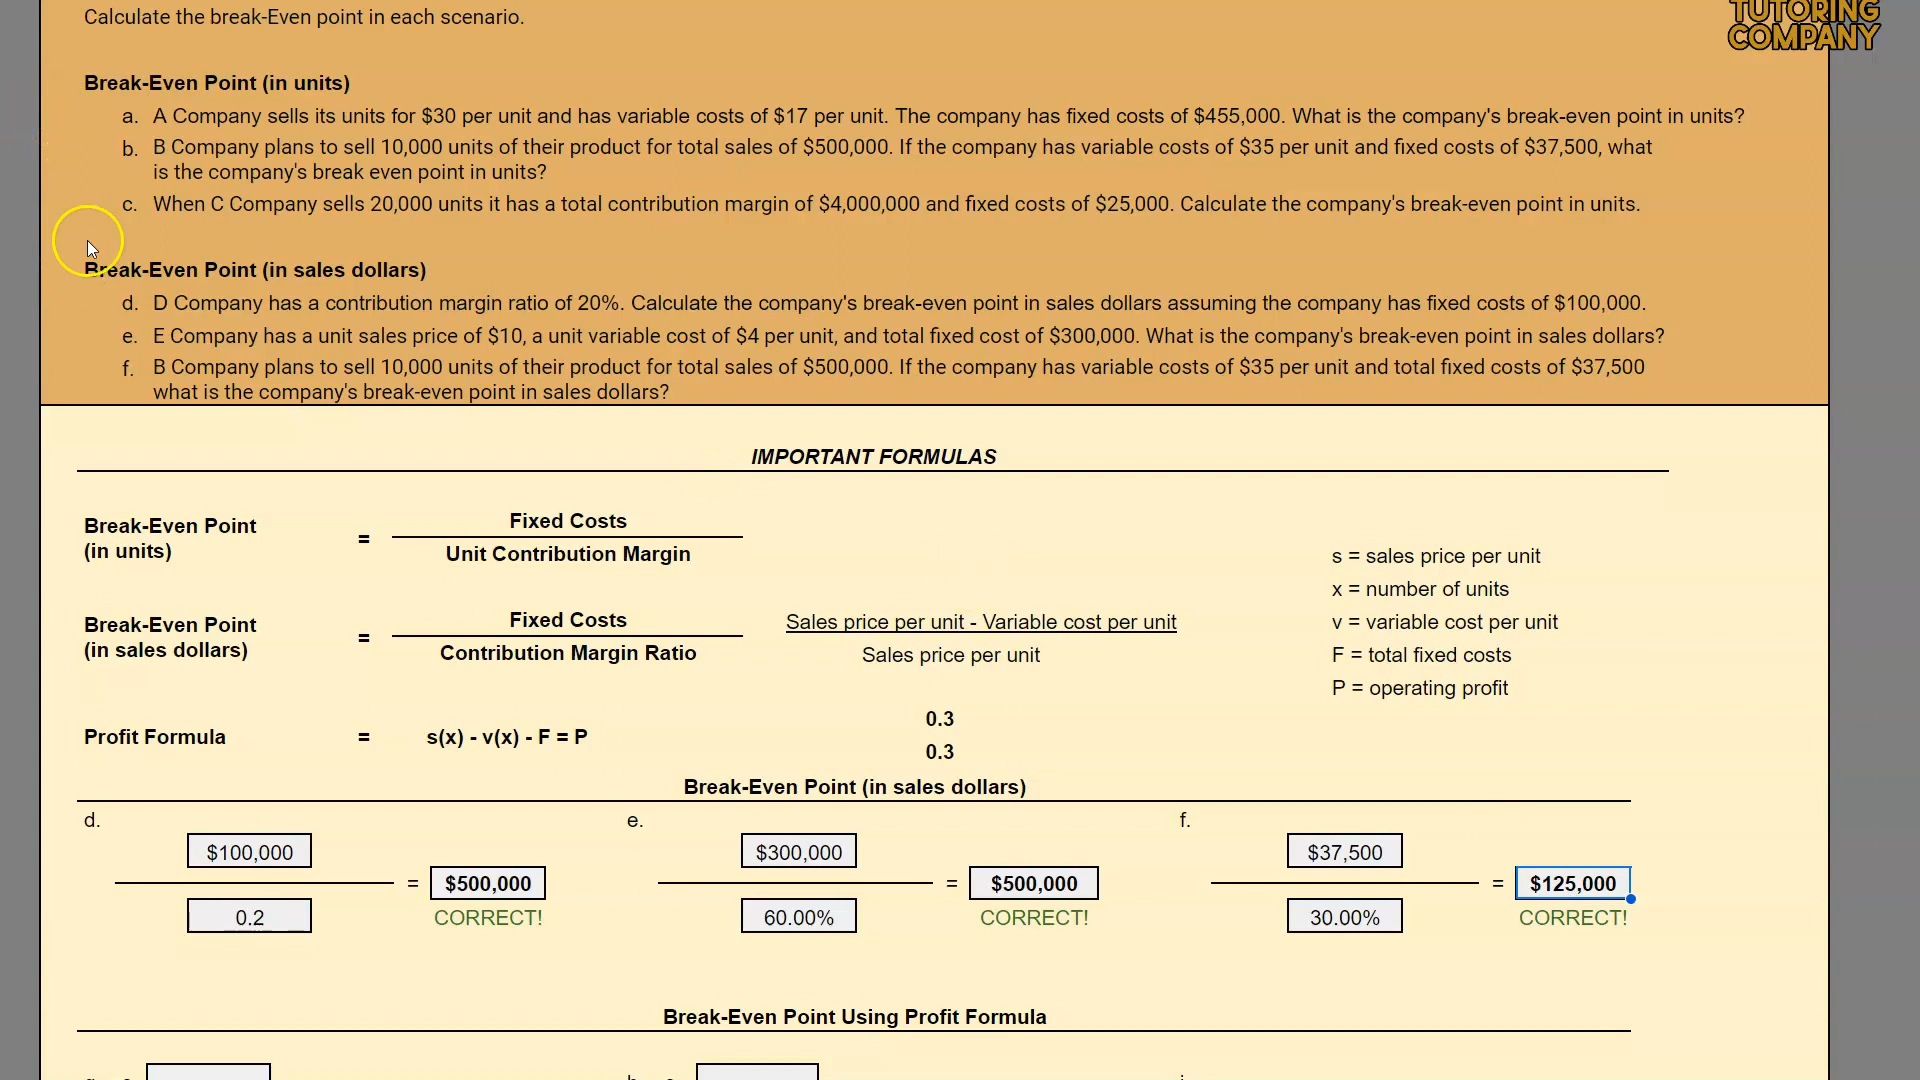 TUTORING
COMPANY
Calculate the break-Even point in each scenario.
Break-Even Point (in units)
a. A Company sells its units for $30 per unit and has variable costs of $17 per unit. The company has fixed costs of $455,000. What is the company's break-even point in units?
b. B Company plans to sell 10,000 units of their product for total sales of $500,000. If the company has variable costs of $35 per unit and fixed costs of $37,500, what
is the company's break even point in units?
c. When C Company sells 20,000 units it has a total contribution margin of $4,000,000 and fixed costs of $25,000. Calculate the company's break-even point in units.
Break-Even Point (in sales dollars)
d. D Company has a contribution margin ratio of 20%. Calculate the company's break-even point in sales dollars assuming the company has fixed costs of $100,000.
e. E Company has a unit sales price of $10, a unit variable cost of $4 per unit, and total fixed cost of $300,000. What is the company's break-even point in sales dollars?
f. B Company plans to sell 10,000 units of their product for total sales of $500,000. If the company has variable costs of $35 per unit and total fixed costs of $37,500
what is the company's break-even point in sales dollars?
IMPORTANT FORMULAS
Break-Even Point
(in units)
=
Fixed Costs
Unit Contribution Margin
Break-Even Point
(in sales dollars)
=
Fixed Costs
Contribution Margin Ratio
Sales price per unit - Variable cost per unit
Sales price per unit
s = sales price per unit
x = number of units
v = variable cost per unit
F = total fixed costs
P = operating profit
Profit Formula = s(x) - v(x) - F = P
0.3
0.3
Break-Even Point (in sales dollars)
d.
$100,000
= $500,000
0.2
CORRECT!
e.
$300,000
= $500,000
60.00%
CORRECT!
f.
$37,500
= $125,000
30.00%
CORRECT!
Break-Even Point Using Profit Formula